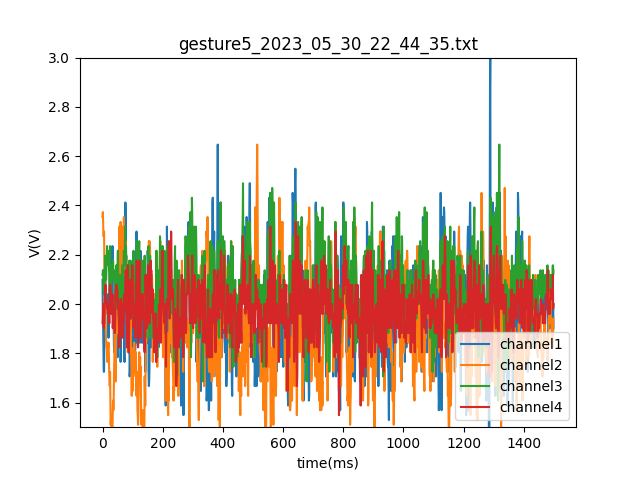 gesture5_2023_05_30_22_44_35.txt
3.0
2.8
2.6
2.4
2.2
2.0
1.8
1.6
V(V)
0 200 400 600 800 1000 1200 1400
time(ms)
channel1
channel2
channel3
channel4